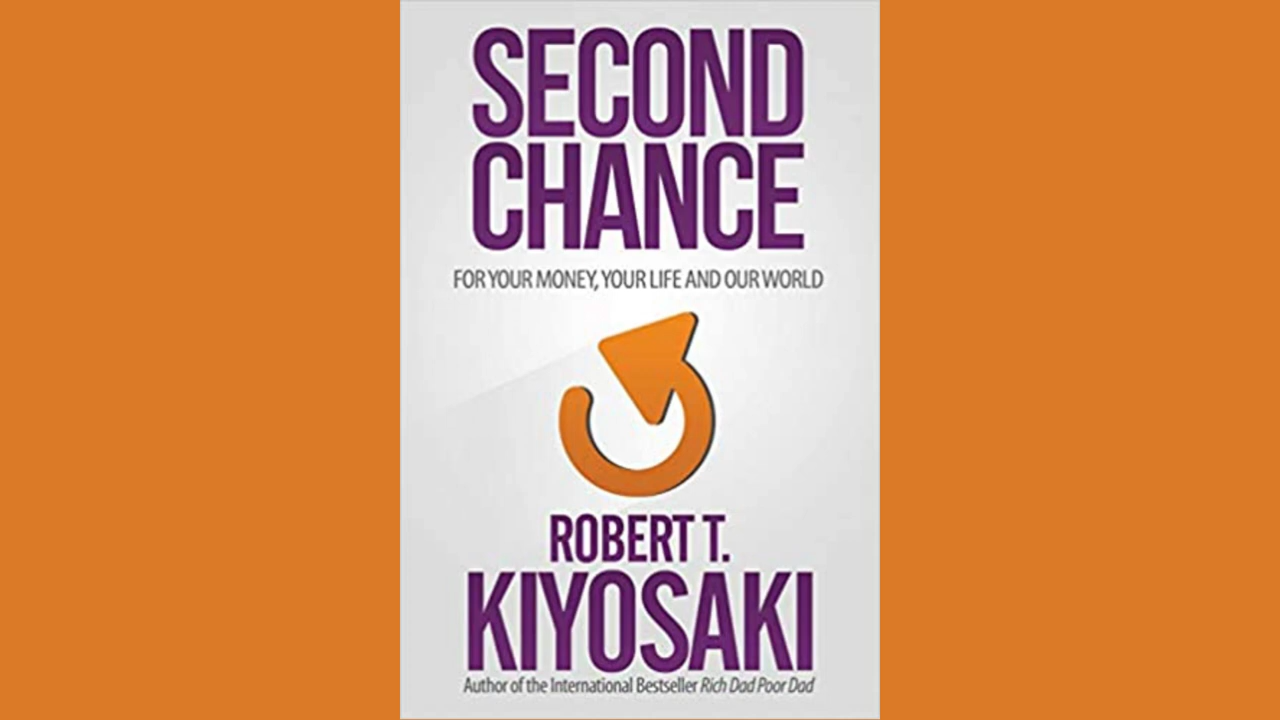 SECOND
CHANCE
FOR YOUR MONEY, YOUR LIFE AND OUR WORLD
ROBERT T.
KIYOSAKI
Author of the International Bestseller Rich Dad Poor Dad